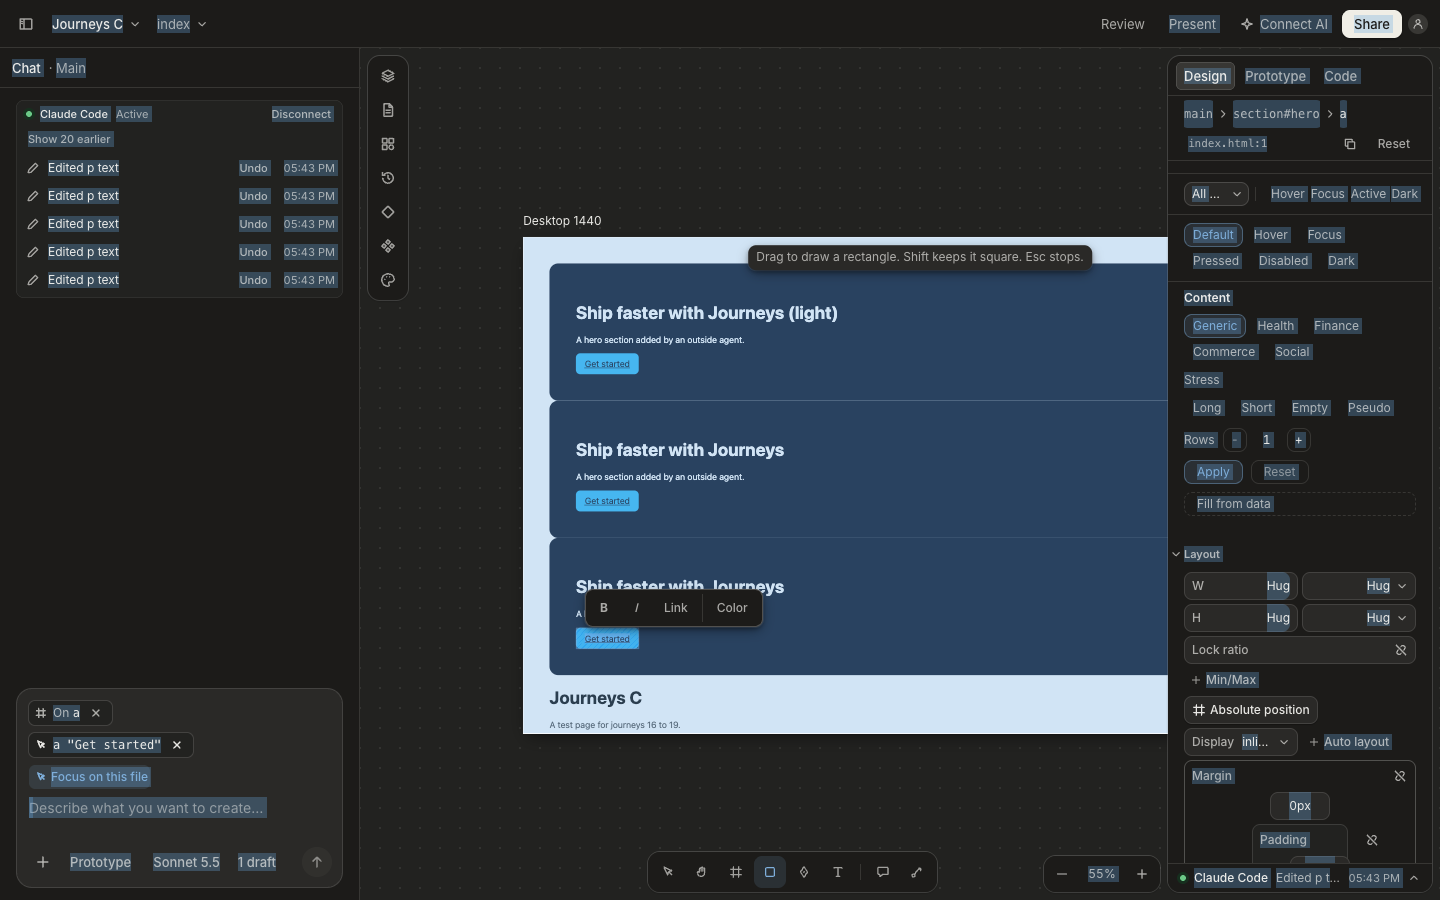 Journeys C
index
Review
Present
Connect AI
Share
Chat · Main
Claude Code Active Disconnect
Show 20 earlier
Edited p text Undo 05:43 PM
Edited p text Undo 05:43 PM
Edited p text Undo 05:43 PM
Edited p text Undo 05:43 PM
Edited p text Undo 05:43 PM
On a
a "Get started"
Focus on this file
Describe what you want to create...
Prototype Sonnet 5.5 1 draft
Desktop 1440
Drag to draw a rectangle. Shift keeps it square. Esc stops.
Ship faster with Journeys (light)
A hero section added by an outside agent.
Get started
Ship faster with Journeys
A hero section added by an outside agent.
Get started
Ship faster with Journeys
A
B I Link Color
Get started
Journeys C
A test page for journeys 16 to 19.
T
55%
Design Prototype Code
main > section#hero > a
index.html:1 Reset
All ... Hover Focus Active Dark
Default Hover Focus
Pressed Disabled Dark
Content
Generic Health Finance
Commerce Social
Stress
Long Short Empty Pseudo
Rows - 1 +
Apply Reset
Fill from data
Layout
W Hug Hug
H Hug Hug
Lock ratio
+ Min/Max
Absolute position
Display inli... + Auto layout
Margin
0px
Padding
Claude Code Edited p t... 05:43 PM